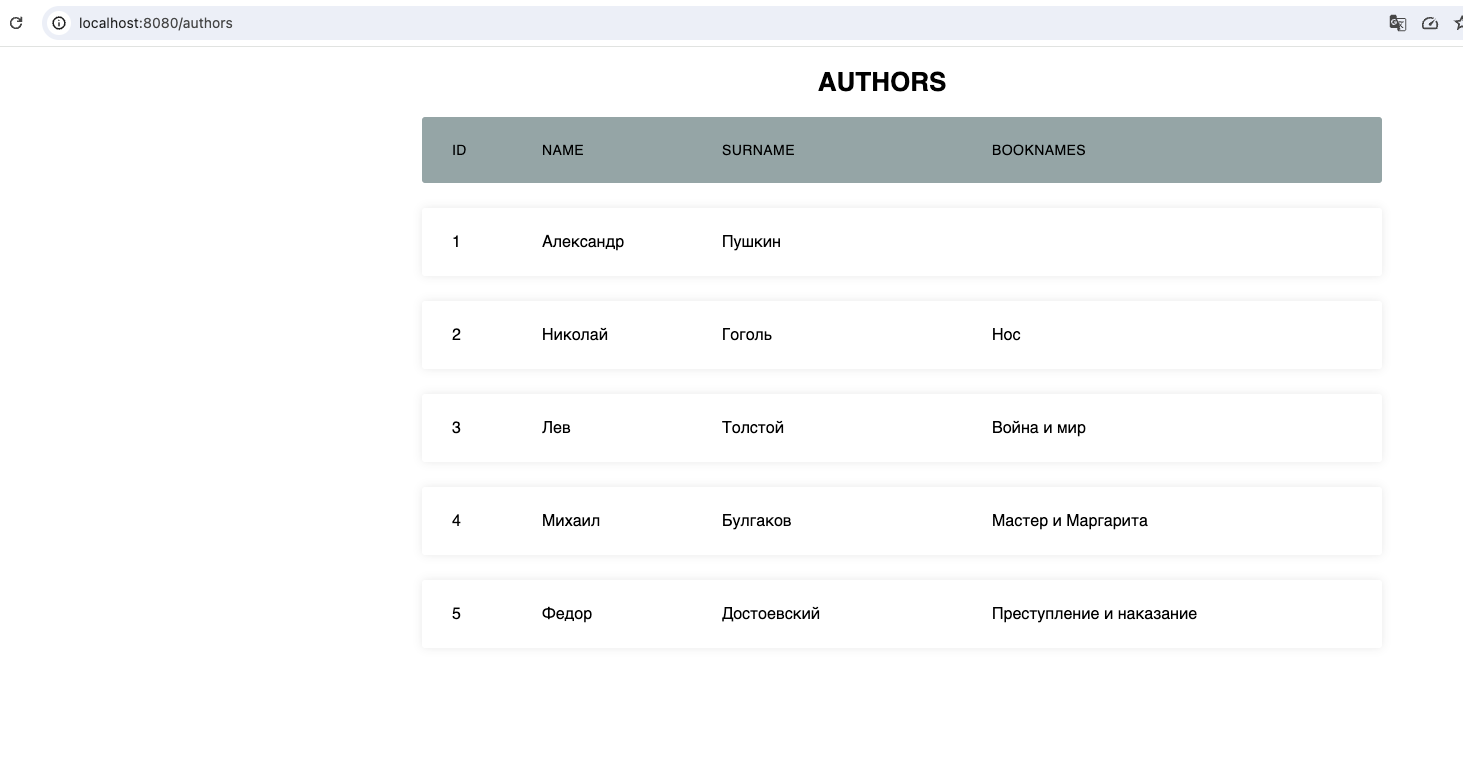 localhost:8080/authors
AUTHORS
ID NAME SURNAME BOOKNAMES
1 Александр Пушкин
2 Николай Гоголь Нос
3 Лев Толстой Война и мир
4 Михаил Булгаков Мастер и Маргарита
5 Федор Достоевский Преступление и наказание